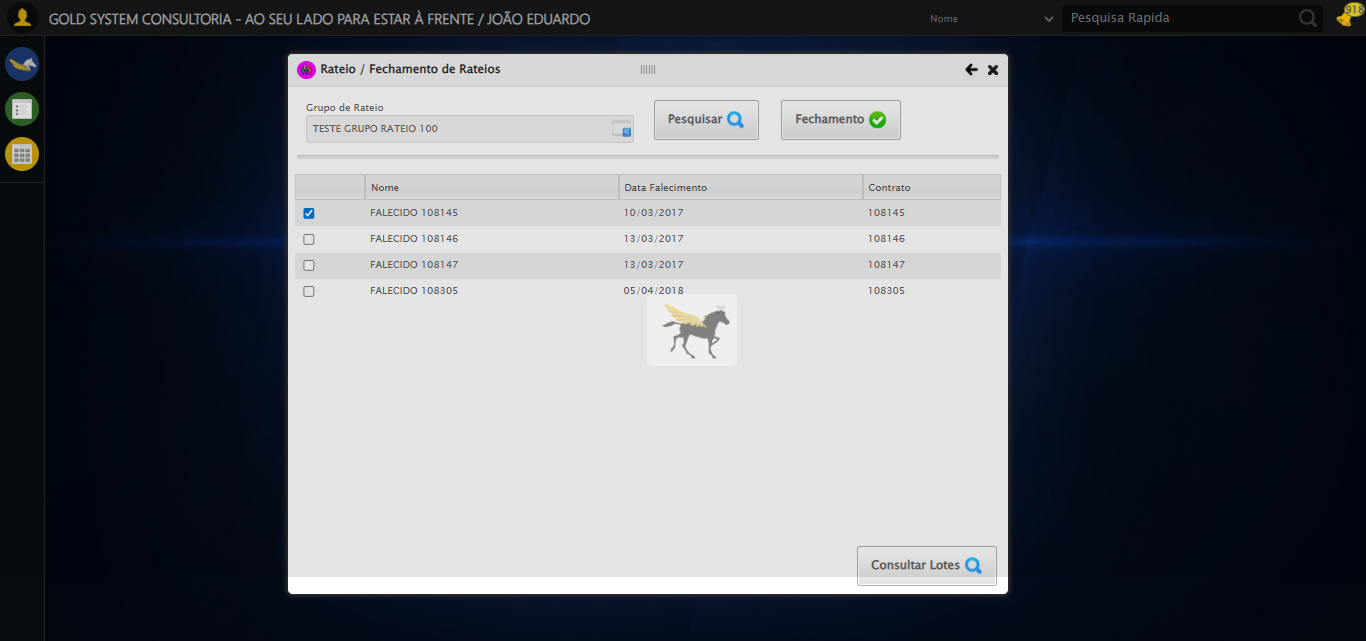 GOLD SYSTEM CONSULTORIA - AO SEU LADO PARA ESTAR À FRENTE / JOÃO EDUARDO
Nome
Pesquisa Rapida
918
Rateio / Fechamento de Rateios
Grupo de Rateio
TESTE GRUPO RATEIO 100
Pesquisar
Fechamento
Nome Data Falecimento Contrato
FALECIDO 108145 10/03/2017 108145
FALECIDO 108146 13/03/2017 108146
FALECIDO 108147 13/03/2017 108147
FALECIDO 108305 05/04/2018 108305
Consultar Lotes